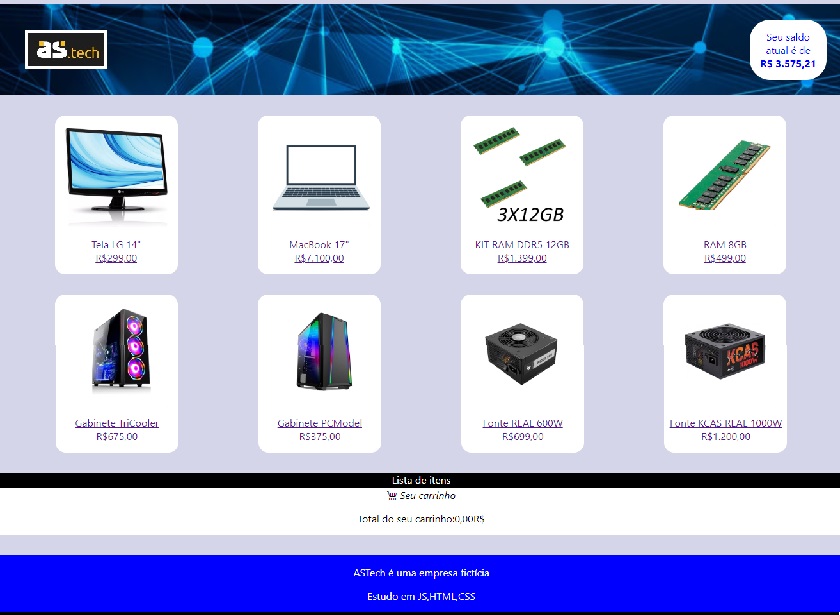 as.tech
Seu saldo
atual é de
R$ 3.575,21
3X12GB
Tela LG 14"
R$299,00
MacBook 17"
R$7.100,00
KIT RAM DDR5 12GB
R$1.399,00
RAM 8GB
R$499,00
KCAS
1000W
Gabinete TriCooler
R$675,00
Gabinete PCModel
R$375,00
Fonte REAL 600W
R$699,00
Fonte KCAS REAL 1000W
R$1.200,00
Lista de itens
Seu carrinho
Total do seu carrinho:0,00R$
ASTech é uma empresa fictícia
Estudo em JS,HTML,CSS